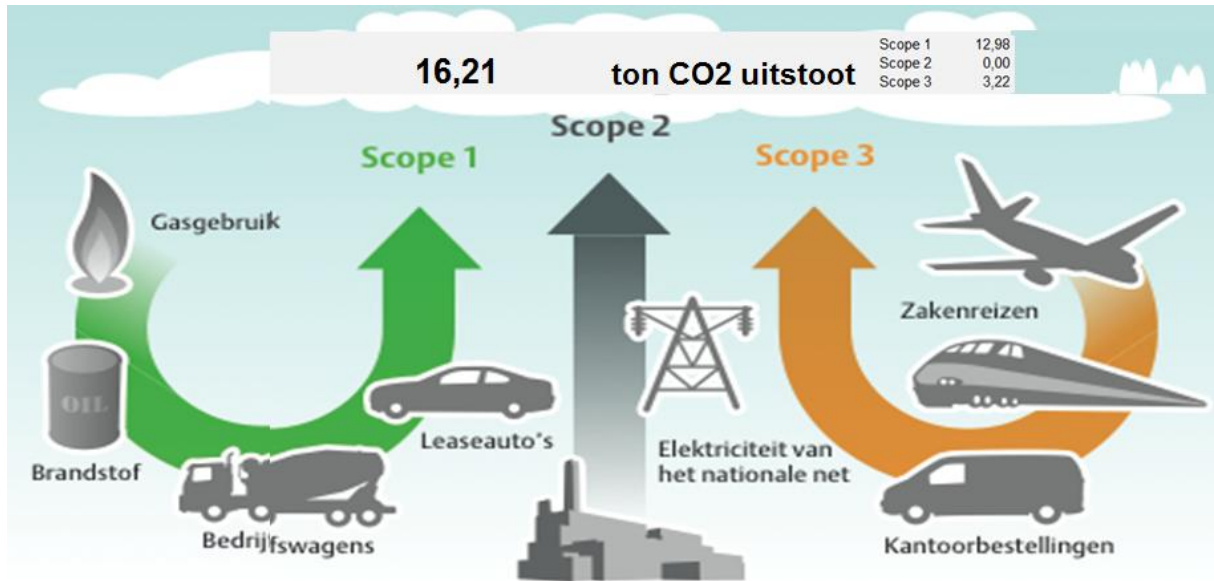 16,21 ton CO2 uitstoot
Scope 1 12,98
Scope 2 0,00
Scope 3 3,22
Scope 1
Scope 2
Scope 3
Gasgebruik
OIL
Brandstof
Bedrijfswagens
Leaseauto's
Elektriciteit van
het nationale net
Zakenreizen
Kantoorbestellingen